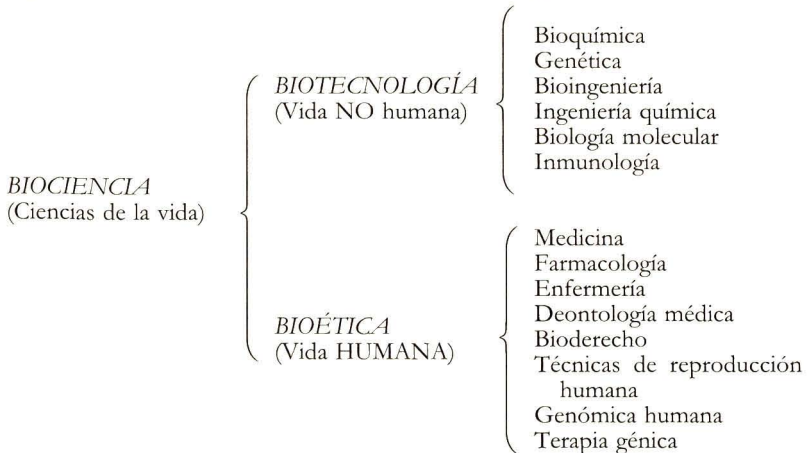 BIOCIENCIA
(Ciencias de la vida)
BIOTECNOLOGÍA
(Vida NO humana)
Bioquímica
Genética
Bioingeniería
Ingeniería química
Biología molecular
Inmunología
BIOÉTICA
(Vida HUMANA)
Medicina
Farmacología
Enfermería
Deontología médica
Bioderecho
Técnicas de reproducción
humana
Genómica humana
Terapia génica